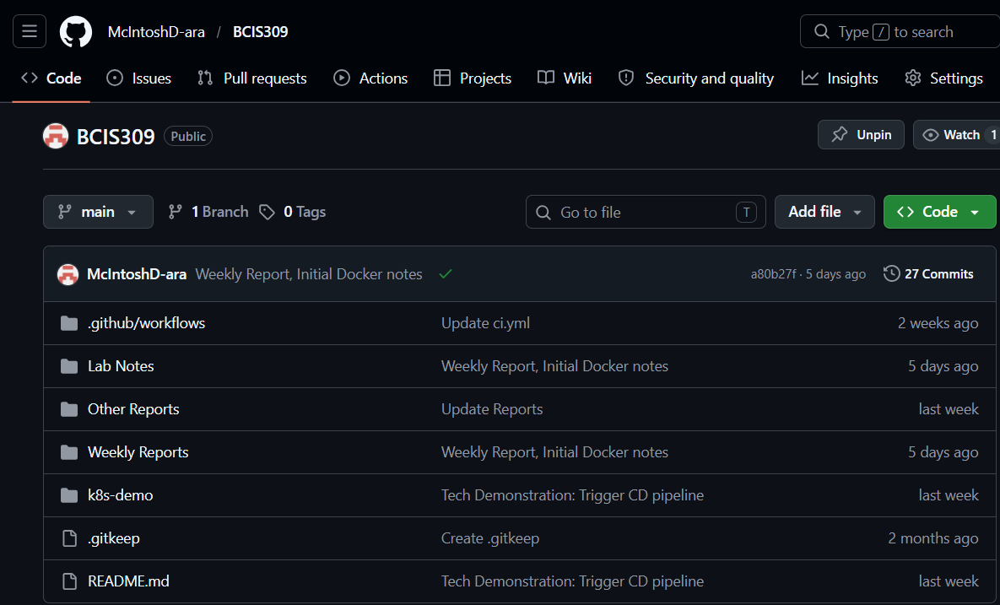 McIntoshD-ara / BCIS309 Type / to search
Code Issues Pull requests Actions Projects Wiki Security and quality Insights Settings
BCIS309 Public Unpin Watch 1
main 1 Branch 0 Tags Go to file T Add file Code
McIntoshD-ara Weekly Report, Initial Docker notes a80b27f · 5 days ago 27 Commits
.github/workflows Update ci.yml 2 weeks ago
Lab Notes Weekly Report, Initial Docker notes 5 days ago
Other Reports Update Reports last week
Weekly Reports Weekly Report, Initial Docker notes 5 days ago
k8s-demo Tech Demonstration: Trigger CD pipeline last week
.gitkeep Create .gitkeep 2 months ago
README.md Tech Demonstration: Trigger CD pipeline last week